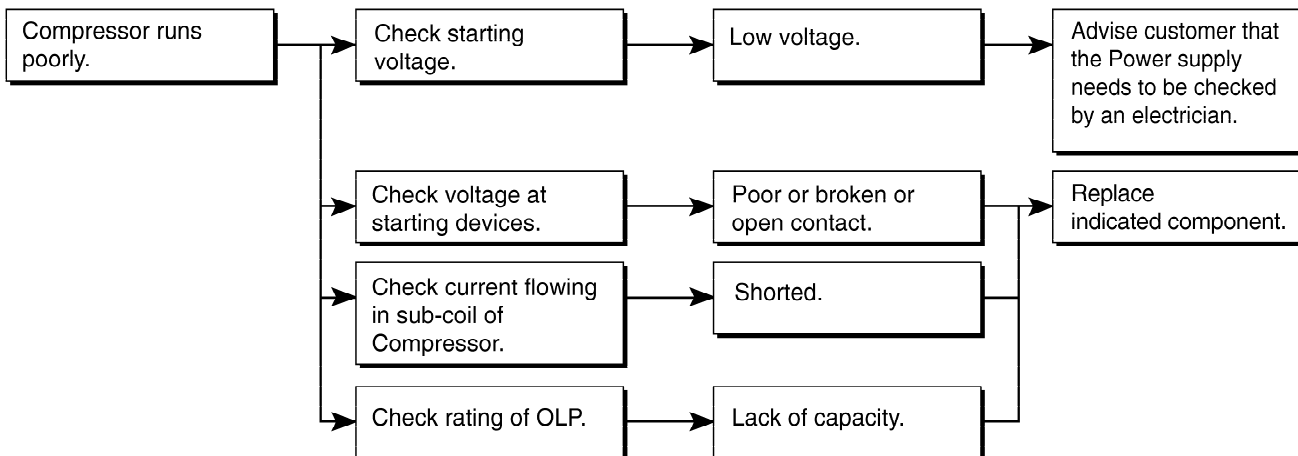 Compressor runs
poorly.
Check starting
voltage.
Low voltage.
Advise customer that
the Power supply
needs to be checked
by an electrician.
Check voltage at
starting devices.
Poor or broken or
open contact.
Replace
indicated component.
Check current flowing
in sub-coil of
Compressor.
Shorted.
Check rating of OLP.
Lack of capacity.